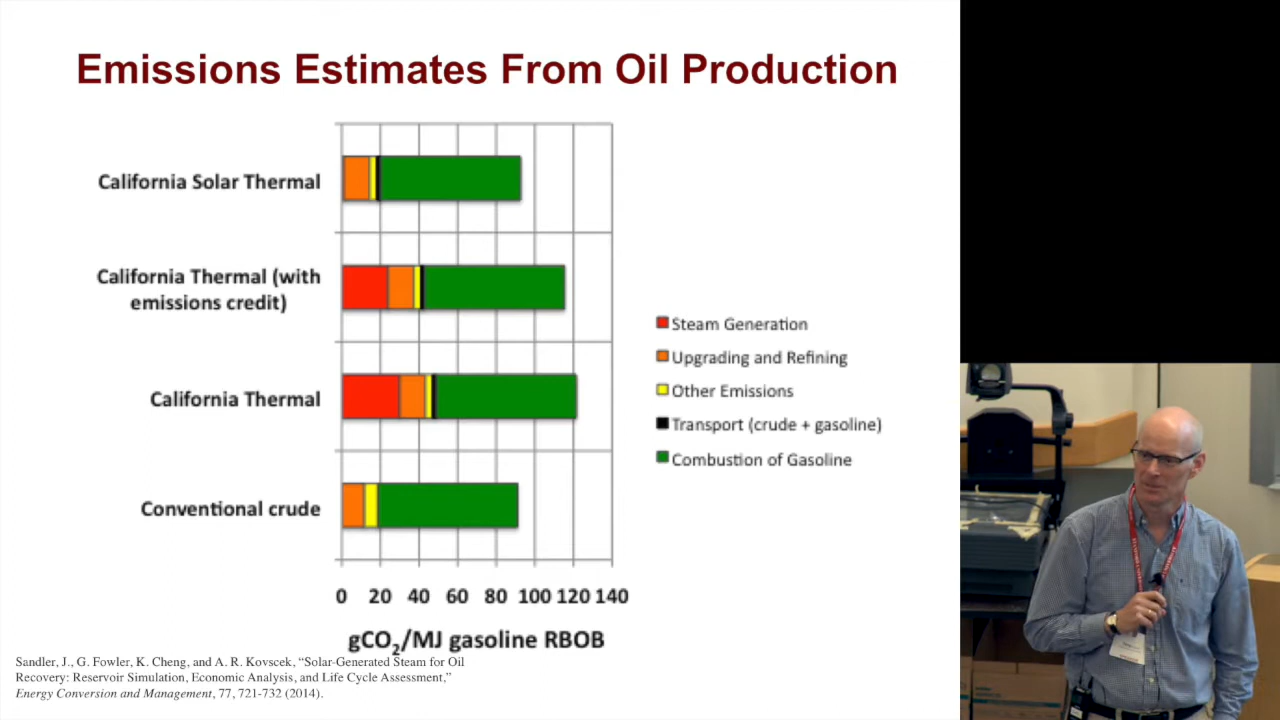 Emissions Estimates From Oil Production
California Solar Thermal
California Thermal (with
emissions credit)
California Thermal
Conventional crude
0 20 40 60 80 100 120 140
gCO₂/MJ gasoline RBOB
Steam Generation
Upgrading and Refining
Other Emissions
Transport (crude + gasoline)
Combustion of Gasoline
Sandler, J., G. Fowler, K. Cheng, and A. R. Kovscek, “Solar-Generated Steam for Oil
Recovery: Reservoir Simulation, Economic Analysis, and Life Cycle Assessment,”
Energy Conversion and Management, 77, 721-732 (2014).